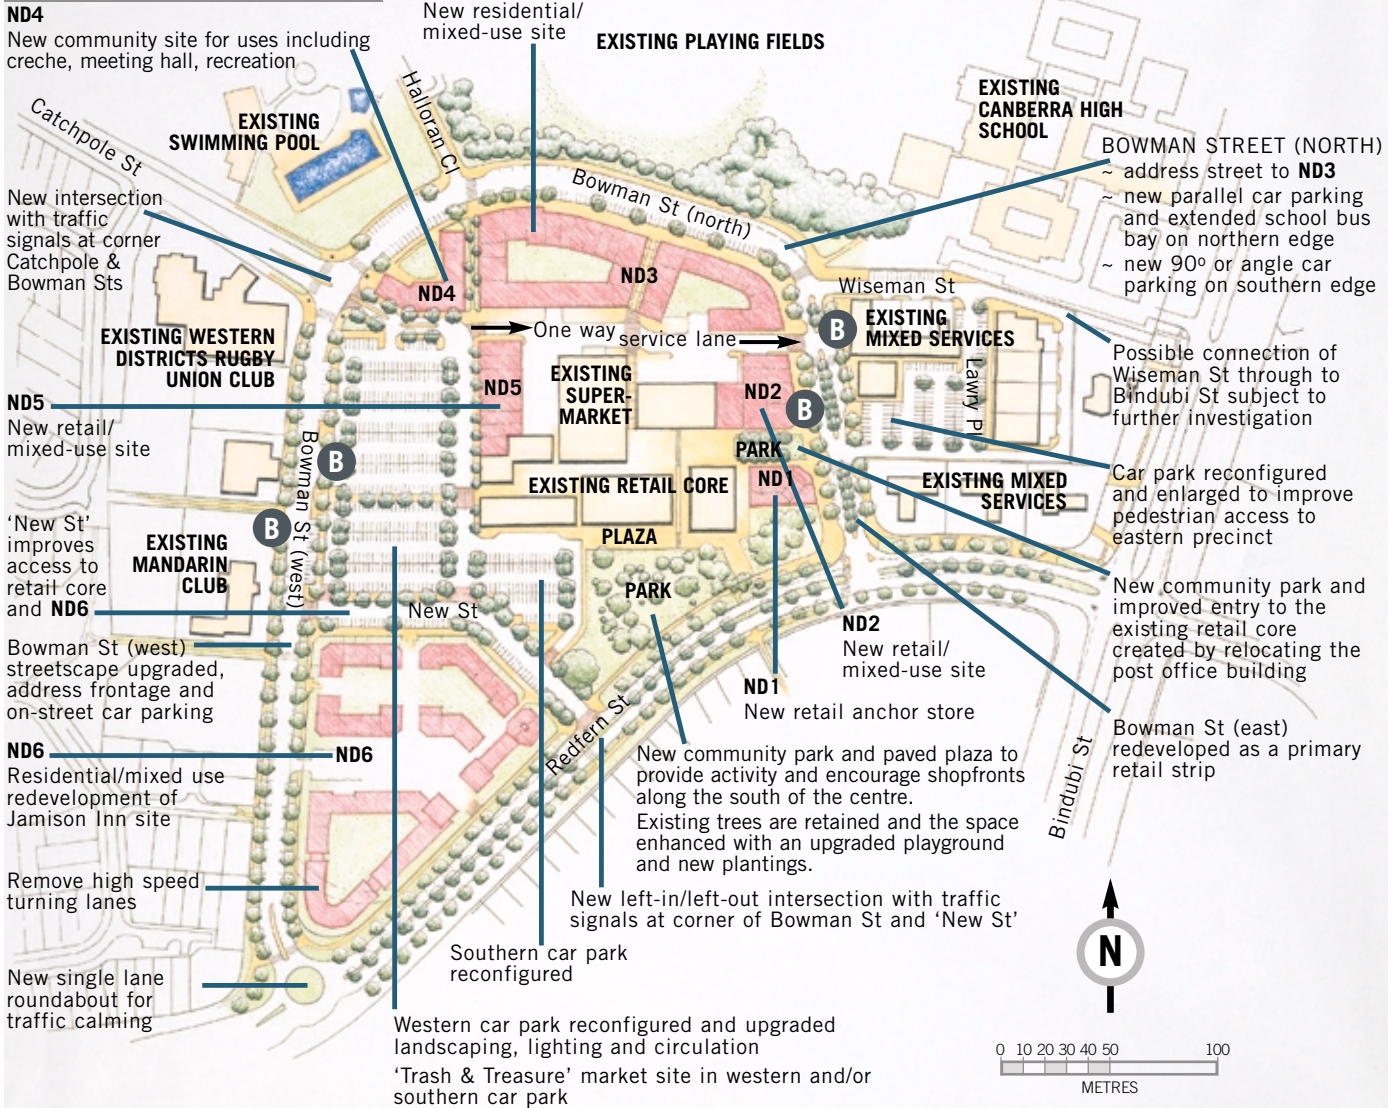 ND4
New community site for uses including
creche, meeting hall, recreation
New residential/
mixed-use site
EXISTING PLAYING FIELDS
EXISTING
CANBERRA HIGH
SCHOOL
Catchpole St
EXISTING
SWIMMING POOL
Halloran Cl
Bowman St (north)
BOWMAN STREET (NORTH)
~ address street to ND3
~ new parallel car parking
and extended school bus
bay on northern edge
~ new 90º or angle car
parking on southern edge
New intersection
with traffic
signals at corner
Catchpole &
Bowman Sts
ND4
ND3
Wiseman St
EXISTING WESTERN
DISTRICTS RUGBY
UNION CLUB
One way service lane
B
EXISTING
MIXED SERVICES
Possible connection of
Wiseman St through to
Bindubi St subject to
further investigation
ND5
New retail/
mixed-use site
ND5
EXISTING
SUPER-
MARKET
ND2
B
Lawry Pl
B
Bowman St (west)
PARK
EXISTING RETAIL CORE
ND1
EXISTING MIXED
SERVICES
Car park reconfigured
and enlarged to improve
pedestrian access to
eastern precinct
‘New St’
improves
access to
retail core
and ND6
B
EXISTING
MANDARIN
CLUB
PLAZA
PARK
New St
New community park and
improved entry to the
existing retail core
created by relocating the
post office building
Bowman St (west)
streetscape upgraded,
address frontage and
on-street car parking
ND2
New retail/
mixed-use site
ND1
New retail anchor store
Redfern St
Bindubi St
Bowman St (east)
redeveloped as a primary
retail strip
ND6
Residential/mixed use
redevelopment of
Jamison Inn site
ND6
New community park and paved plaza to
provide activity and encourage shopfronts
along the south of the centre.
Existing trees are retained and the space
enhanced with an upgraded playground
and new plantings.
Remove high speed
turning lanes
New left-in/left-out intersection with traffic
signals at corner of Bowman St and ‘New St’
Southern car park
reconfigured
N
New single lane
roundabout for
traffic calming
Western car park reconfigured and upgraded
landscaping, lighting and circulation
‘Trash & Treasure’ market site in western and/or
southern car park
0 10 20 30 40 50 100
METRES